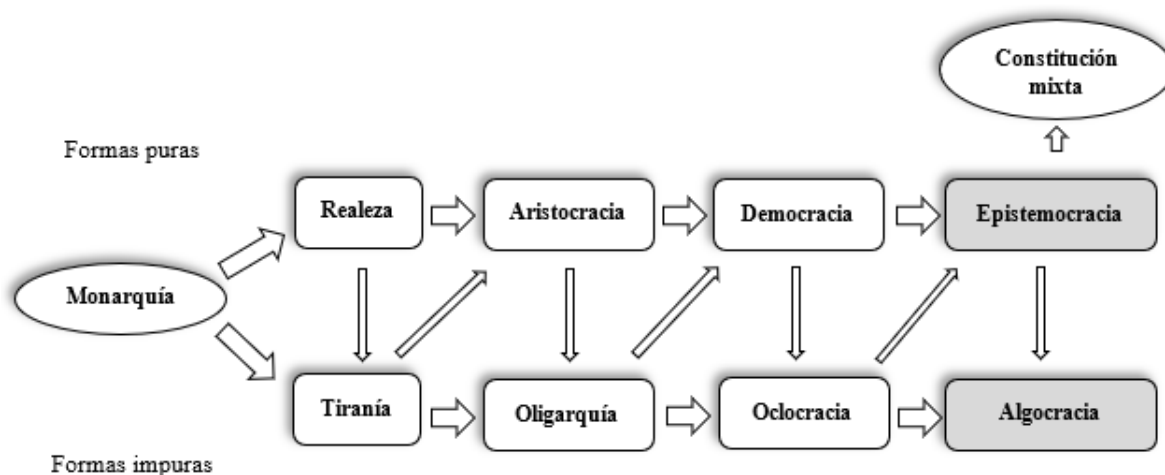 Constitución
mixta
Formas puras
Realeza
Aristocracia
Democracia
Epistemocracia
Monarquía
Tiranía
Oligarquía
Oclocracia
Algocracia
Formas impuras